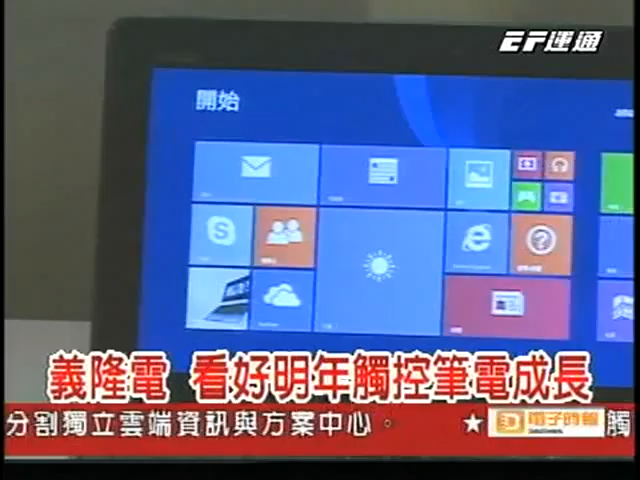 EF運通
開始
義隆電 看好明年觸控筆電成長
分割獨立雲端資訊與方案中心。 ★ 電子時報 觸